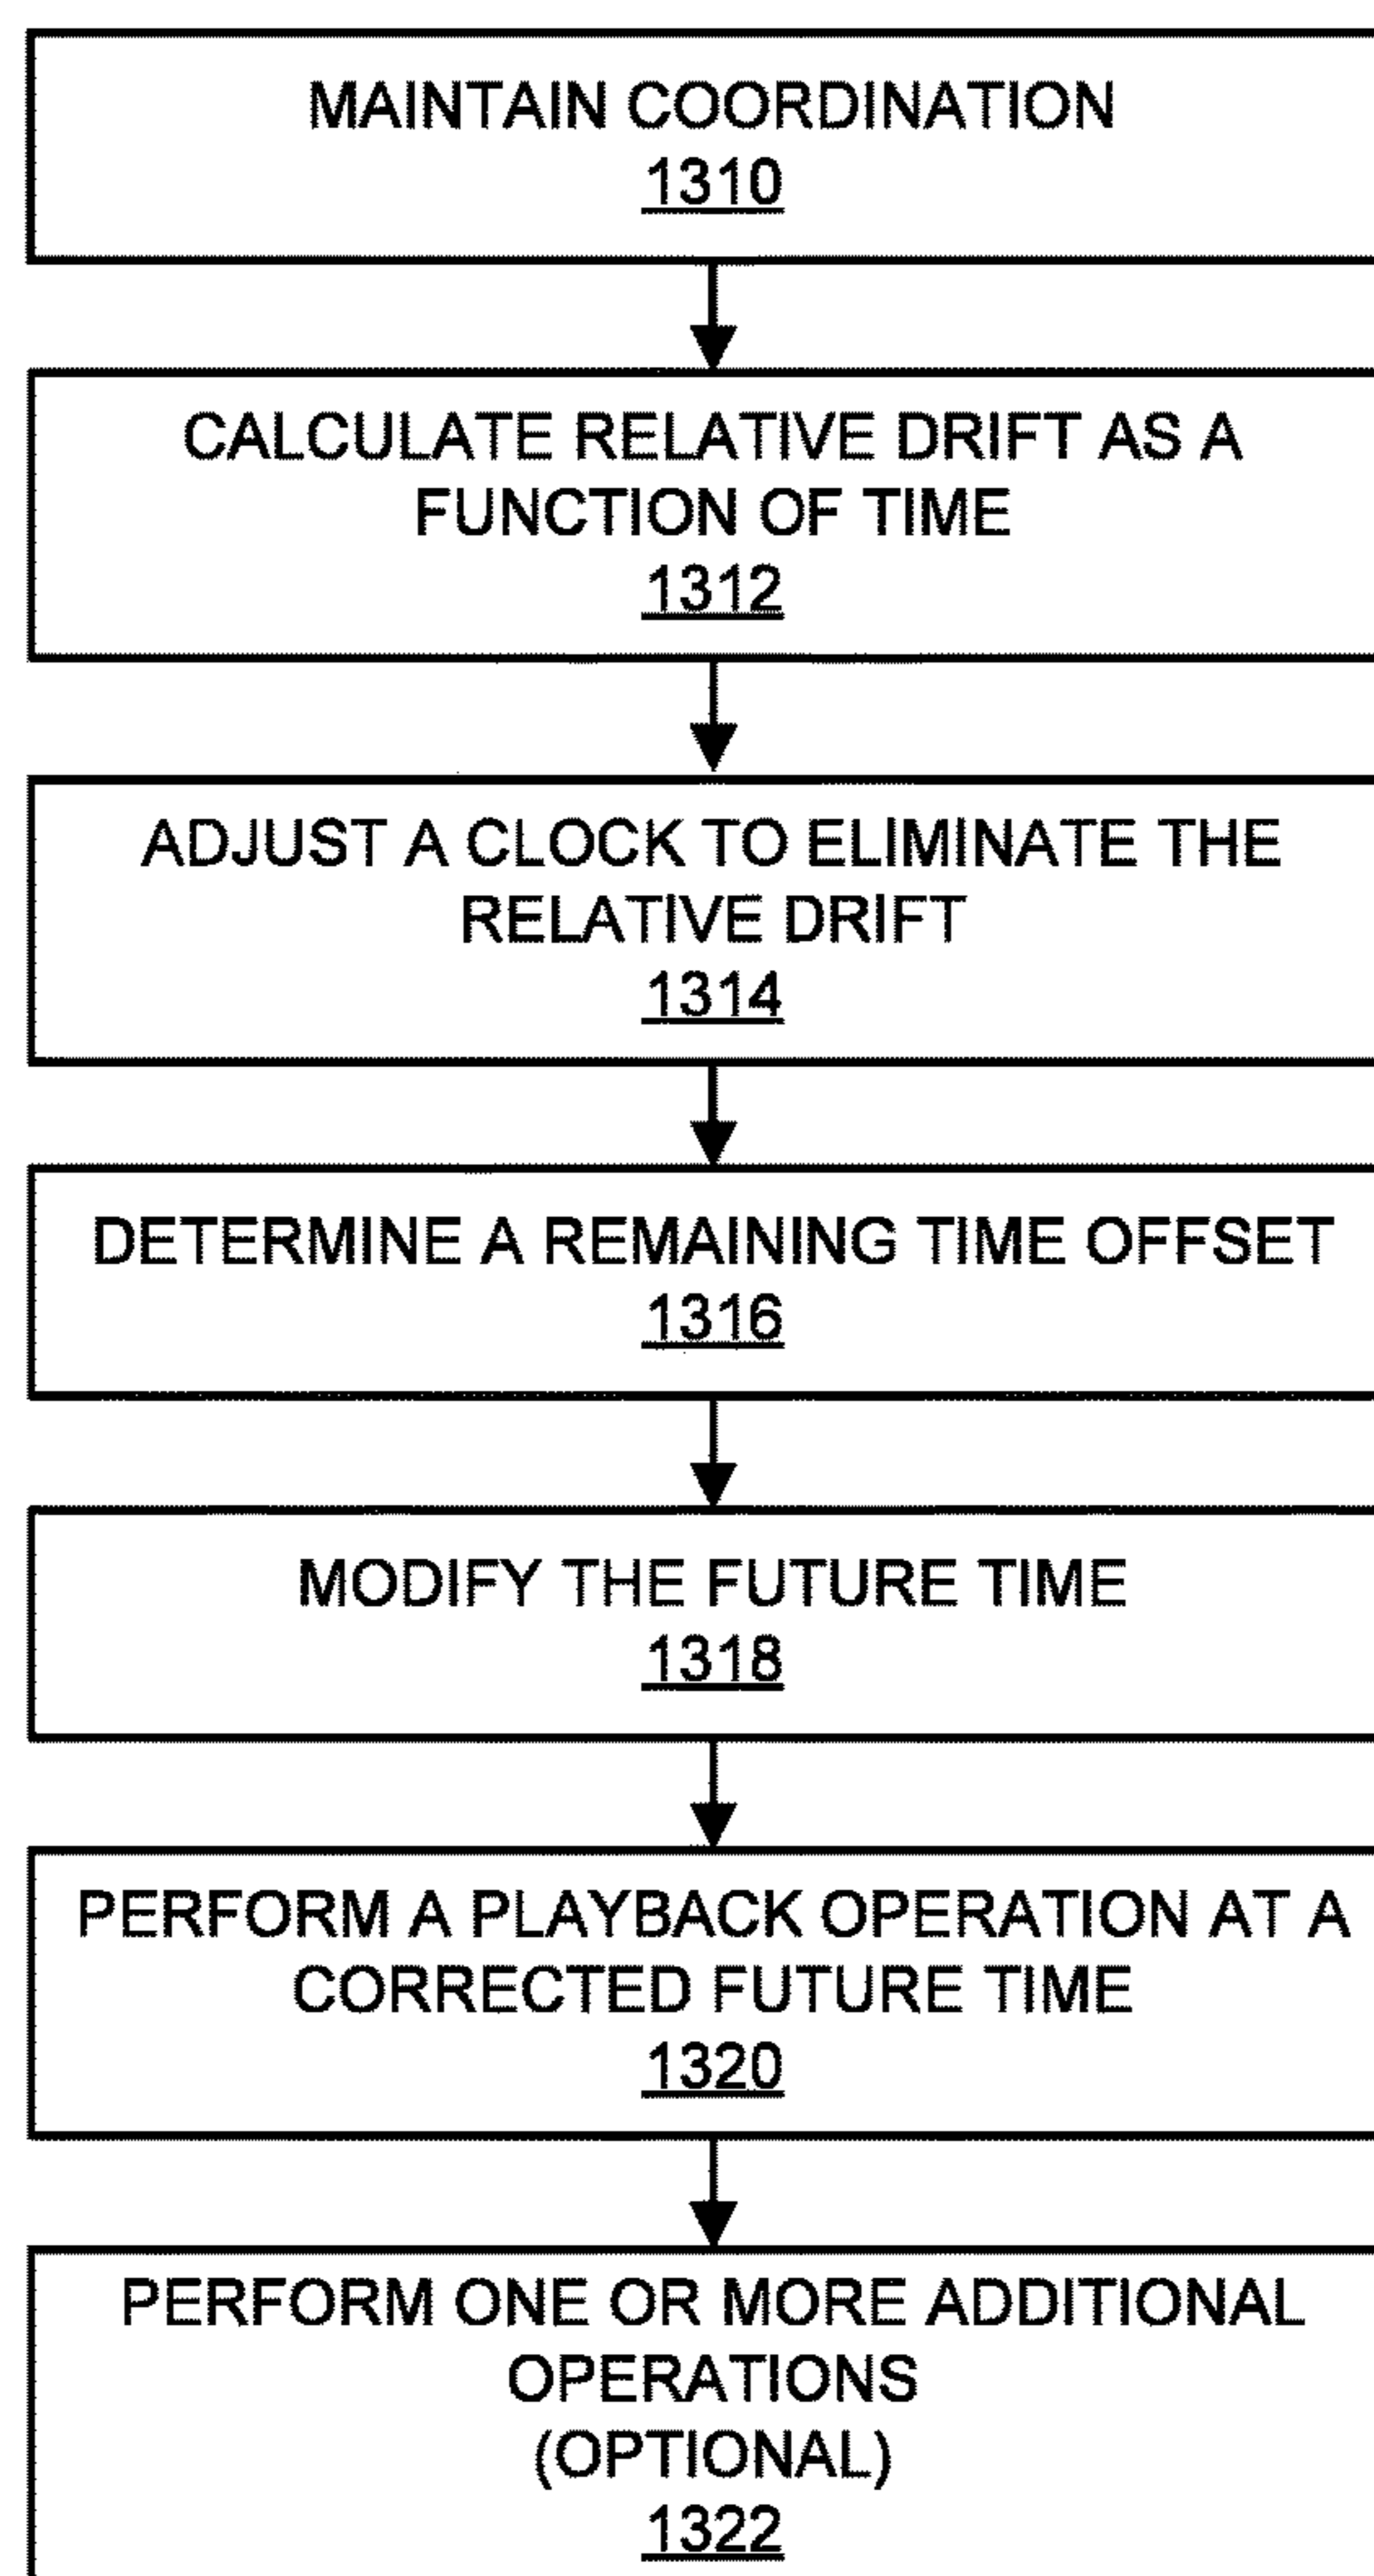 MAINTAIN COORDINATION
1310
CALCULATE RELATIVE DRIFT AS A
FUNCTION OF TIME
1312
ADJUST A CLOCK TO ELIMINATE THE
RELATIVE DRIFT
1314
DETERMINE A REMAINING TIME OFFSET
1316
MODIFY THE FUTURE TIME
1318
PERFORM A PLAYBACK OPERATION AT A
CORRECTED FUTURE TIME
1320
PERFORM ONE OR MORE ADDITIONAL
OPERATIONS
(OPTIONAL)
1322